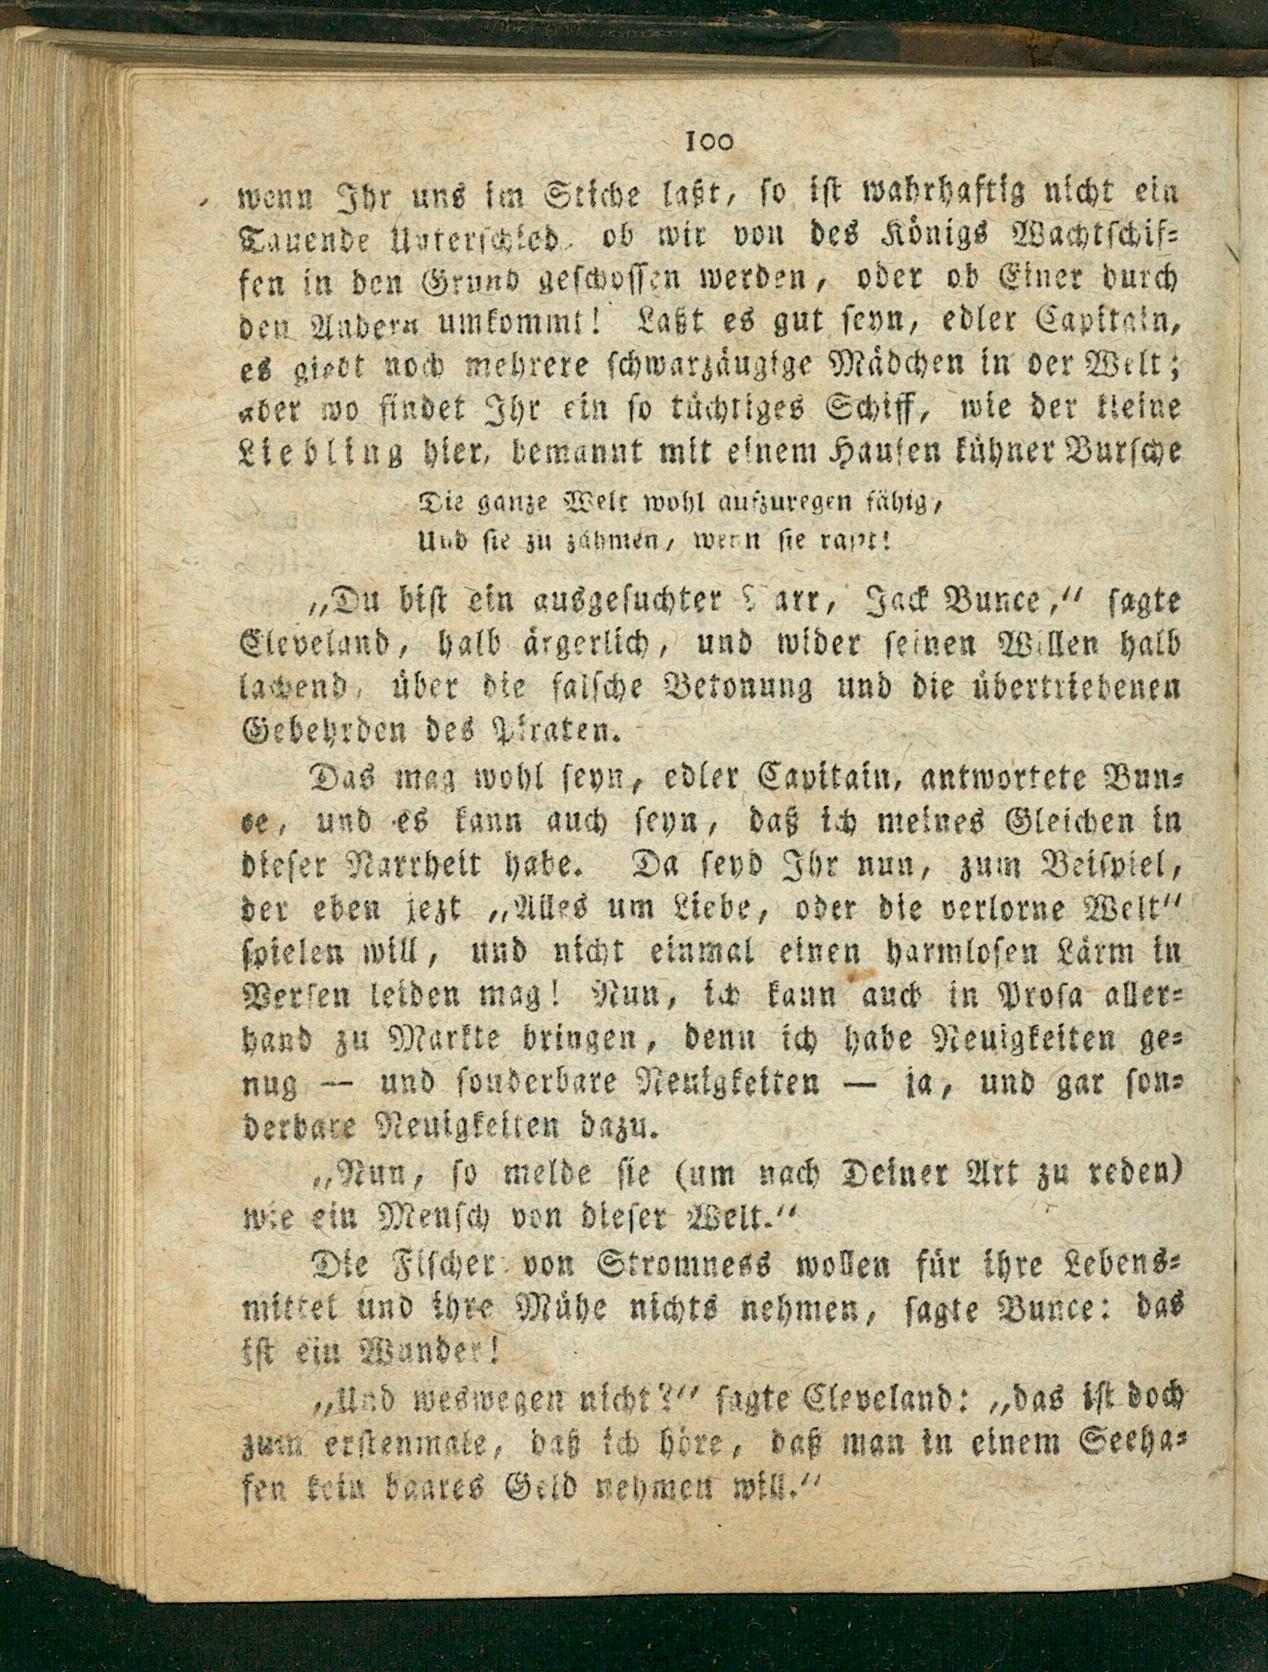 100
wenn Ihr uns im Stiche laßt, so ist wahrhaftig nicht ein
Tauende Unterschied ob wir von des Königs Wachtschif-
fen in den Grund geschossen werden, oder ob Einer durch
den Andern umkommt! Laßt es gut seyn, edler Capitain,
es giebt noch mehrere schwarzäugige Mädchen in der Welt;
aber wo findet Ihr ein so tüchtiges Schiff, wie der kleine
Liebling hier, bemannt mit einem Haufen kühner Bursche
Die ganze Welt wohl aufzuregen fähig,
Und sie zu zähmen, wenn sie rapt!
„Du bist ein ausgesuchter Narr, Jack Bunce,“ sagte
Cleveland, halb ärgerlich, und wider seinen Willen halb
lachend, über die falsche Betonung und die übertriebenen
Gebehrden des Piraten.
Das mag wohl seyn, edler Capitain, antwortete Bun-
ce, und es kann auch seyn, daß ich meines Gleichen in
dieser Narrheit habe. Da seyd Ihr nun, zum Beispiel,
der eben jezt „Alles um Liebe, oder die verlorne Welt“
spielen will, und nicht einmal einen harmlosen Lärm in
Versen leiden mag! Nun, ich kann auch in Prosa aller-
hand zu Markte bringen, denn ich habe Neuigkeiten ge-
nug — und sonderbare Neuigkeiten — ja, und gar son-
derbare Neuigkeiten dazu.
„Nun, so melde sie (um nach Deiner Art zu reden)
wie ein Mensch von dieser Welt.“
Die Fischer von Stromness wollen für ihre Lebens-
mittel und ihre Mühe nichts nehmen, sagte Bunce: das
ist ein Wunder!
„Und weswegen nicht?“ sagte Cleveland: „das ist doch
zum erstenmale, daß ich höre, daß man in einem Seeha-
fen kein baares Geld nehmen will.“